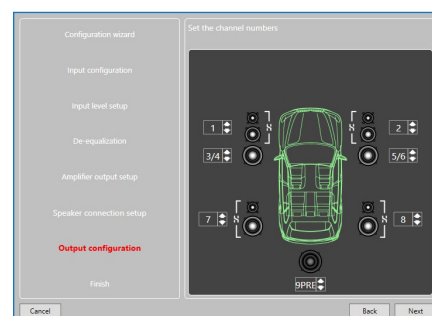 Configuration wizard
Input configuration
Input level setup
De-equalization
Amplifier output setup
Speaker connection setup
Output configuration
Finish
Set the channel numbers
1
2
3/4
5/6
7
8
9PRE
Cancel
Back
Next